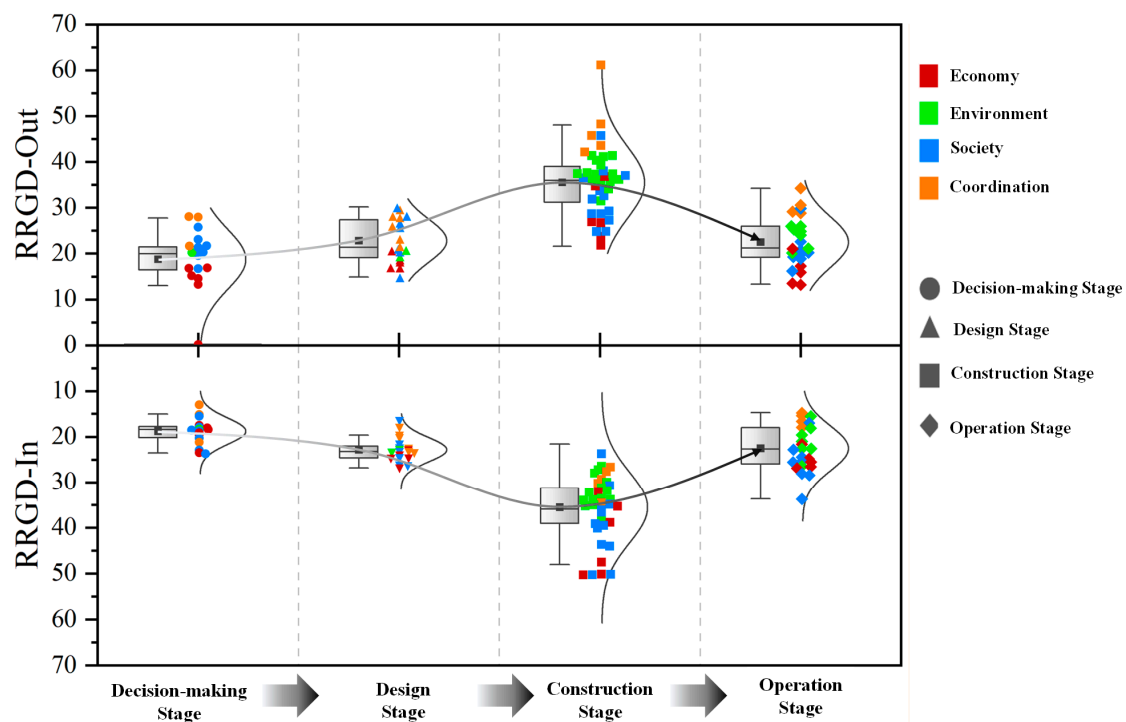 70
60
50
40
30
20
10
0
RRGD-Out
10
20
30
40
50
60
70
RRGD-In
Decision-making
Stage
Design
Stage
Construction
Stage
Operation
Stage
Economy
Environment
Society
Coordination
Decision-making Stage
Design Stage
Construction Stage
Operation Stage